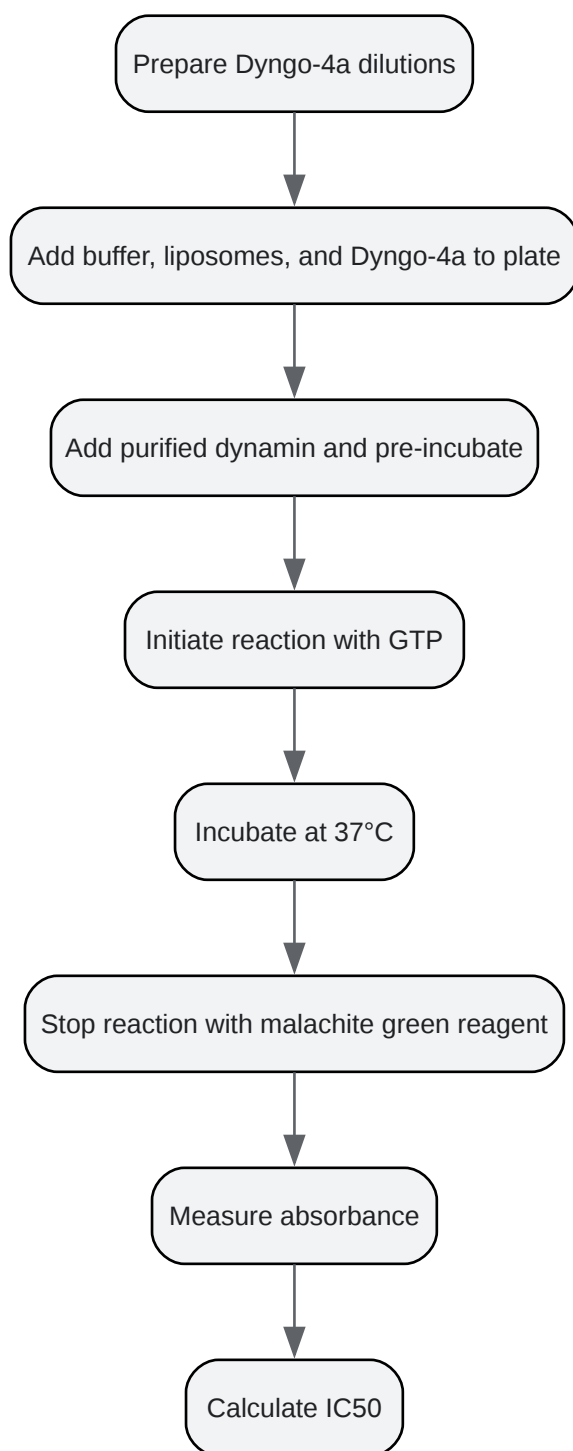 Prepare Dyngo-4a dilutions
Add buffer, liposomes, and Dyngo-4a to plate
Add purified dynamin and pre-incubate
Initiate reaction with GTP
Incubate at 37°C
Stop reaction with malachite green reagent
Measure absorbance
Calculate IC50